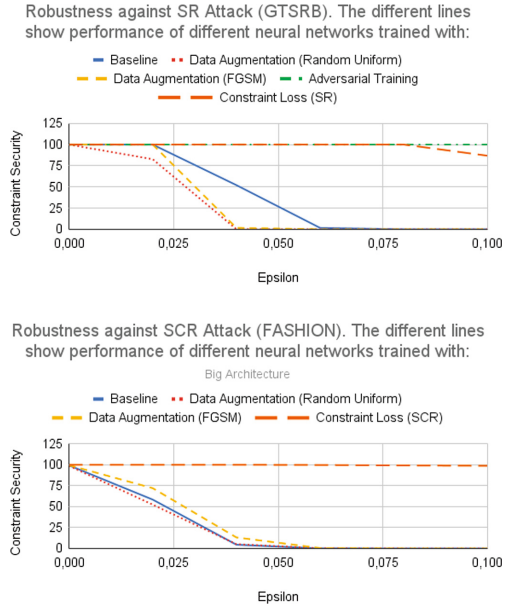 Robustness against SR Attack (GTSRB). The different lines
show performance of different neural networks trained with:
Baseline Data Augmentation (Random Uniform)
Data Augmentation (FGSM) Adversarial Training
Constraint Loss (SR)
Constraint Security
125
100
75
50
25
0
0,000 0,025 0,050 0,075 0,100
Epsilon
Robustness against SCR Attack (FASHION). The different lines
show performance of different neural networks trained with:
Big Architecture
Baseline Data Augmentation (Random Uniform)
Data Augmentation (FGSM) Constraint Loss (SCR)
Constraint Security
125
100
75
50
25
0
0,000 0,025 0,050 0,075 0,100
Epsilon